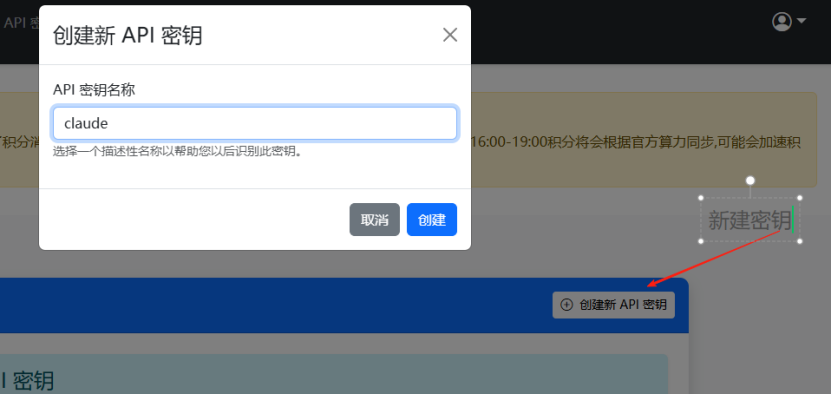 API 密
创建新 API 密钥
API 密钥名称
claude
选择一个描述性名称以帮助您以后识别此密钥。
取消
创建
积分
16:00-19:00积分将会根据官方算力同步,可能会加速积
新建密钥
创建新 API 密钥
I 密钥